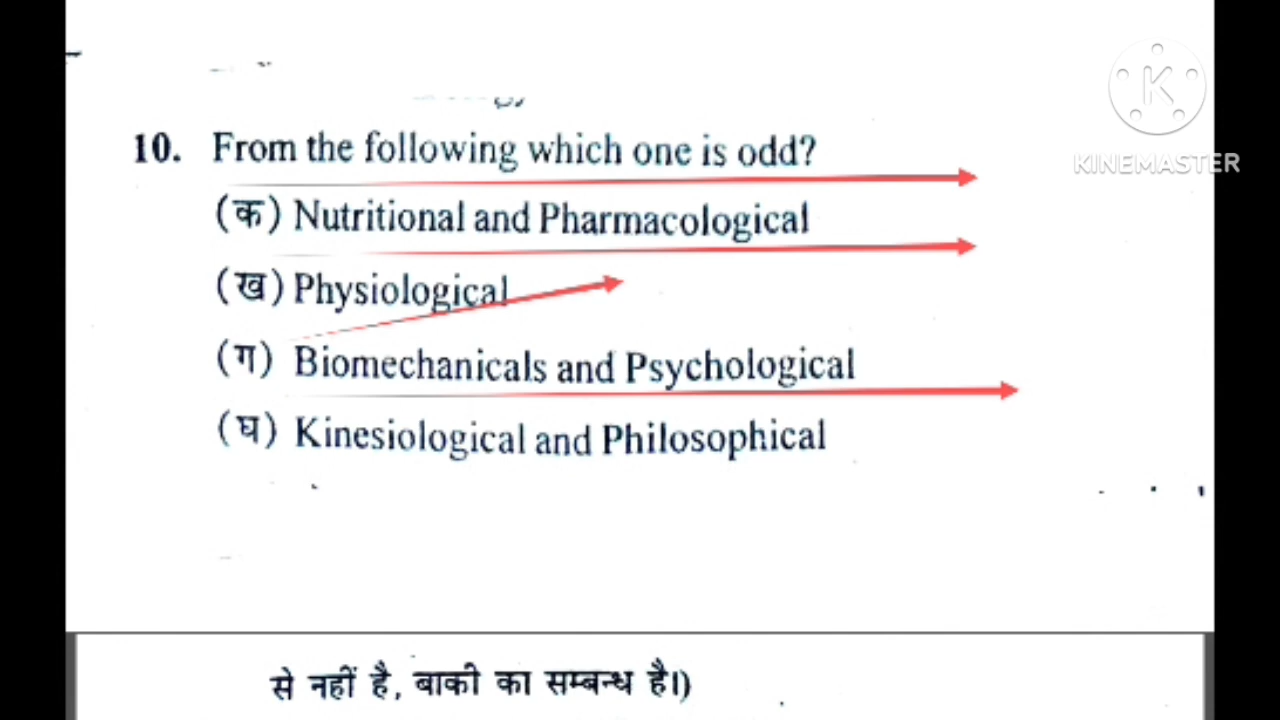 10. From the following which one is odd?
(क) Nutritional and Pharmacological
(ख) Physiological
(ग) Biomechanicals and Psychological
(घ) Kinesiological and Philosophical
से नहीं है, बाकी का सम्बन्ध है।)
KINEMASTER